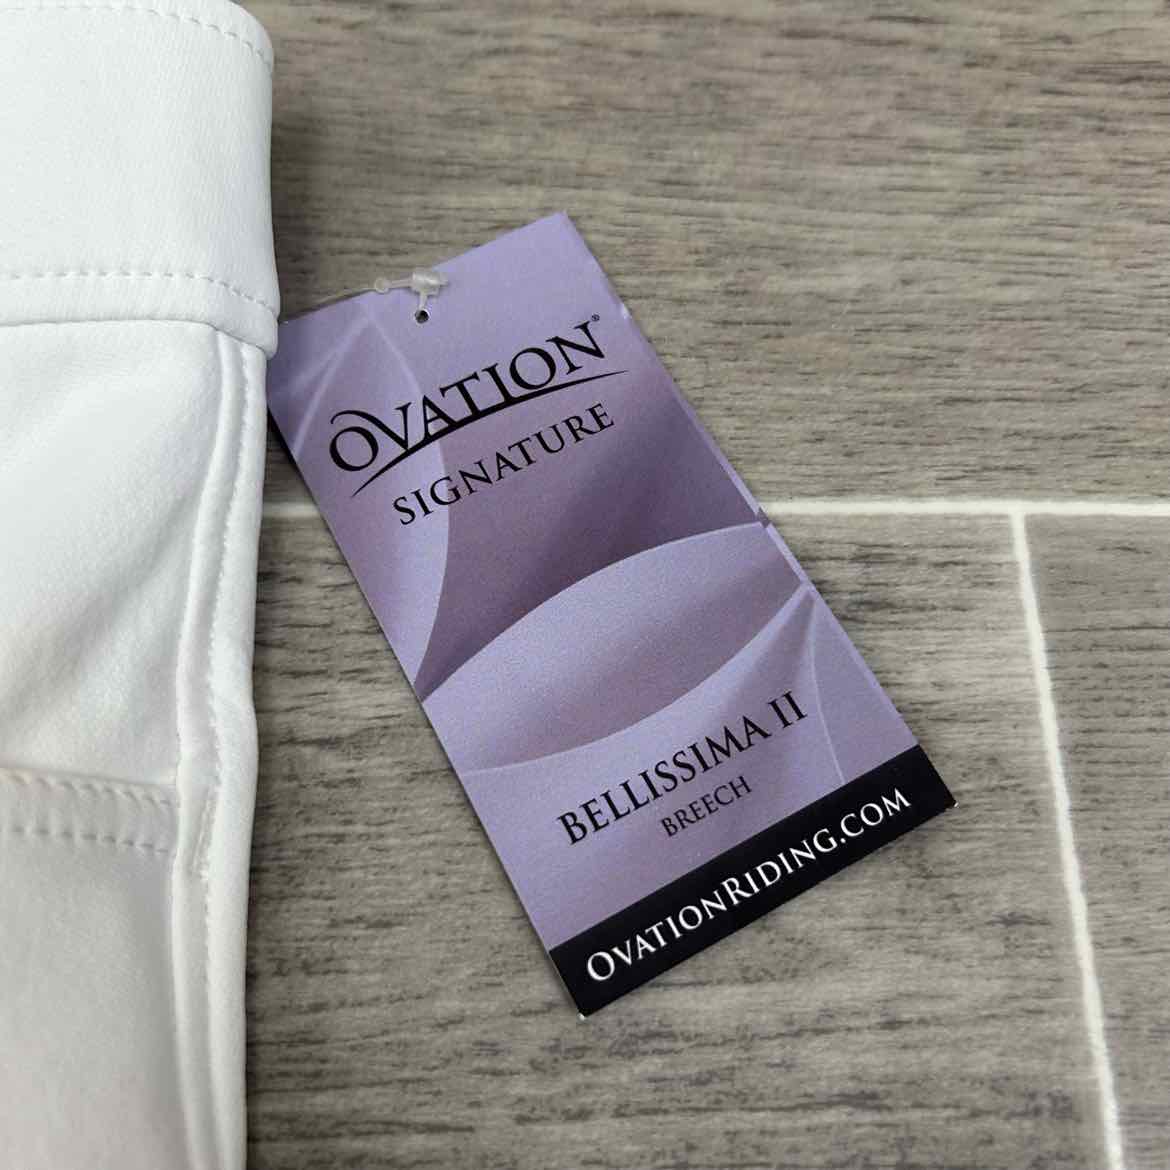 OVATION®
SIGNATURE
BELLISSIMA II
BREECH
OVATIONRIDING.COM